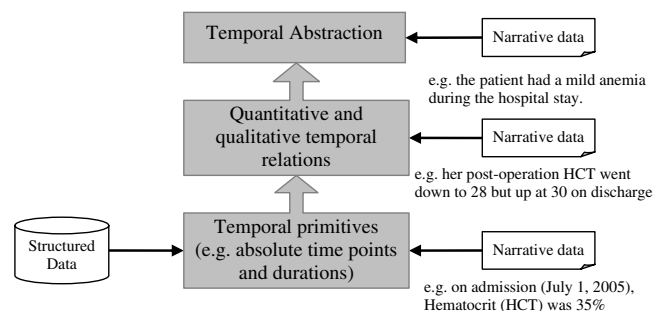 Temporal Abstraction
Narrative data
e.g. the patient had a mild anemia
during the hospital stay.
Quantitative and
qualitative temporal
relations
Narrative data
e.g. her post-operation HCT went
down to 28 but up at 30 on discharge
Structured
Data
Temporal primitives
(e.g. absolute time points
and durations)
Narrative data
e.g. on admission (July 1, 2005),
Hematocrit (HCT) was 35%